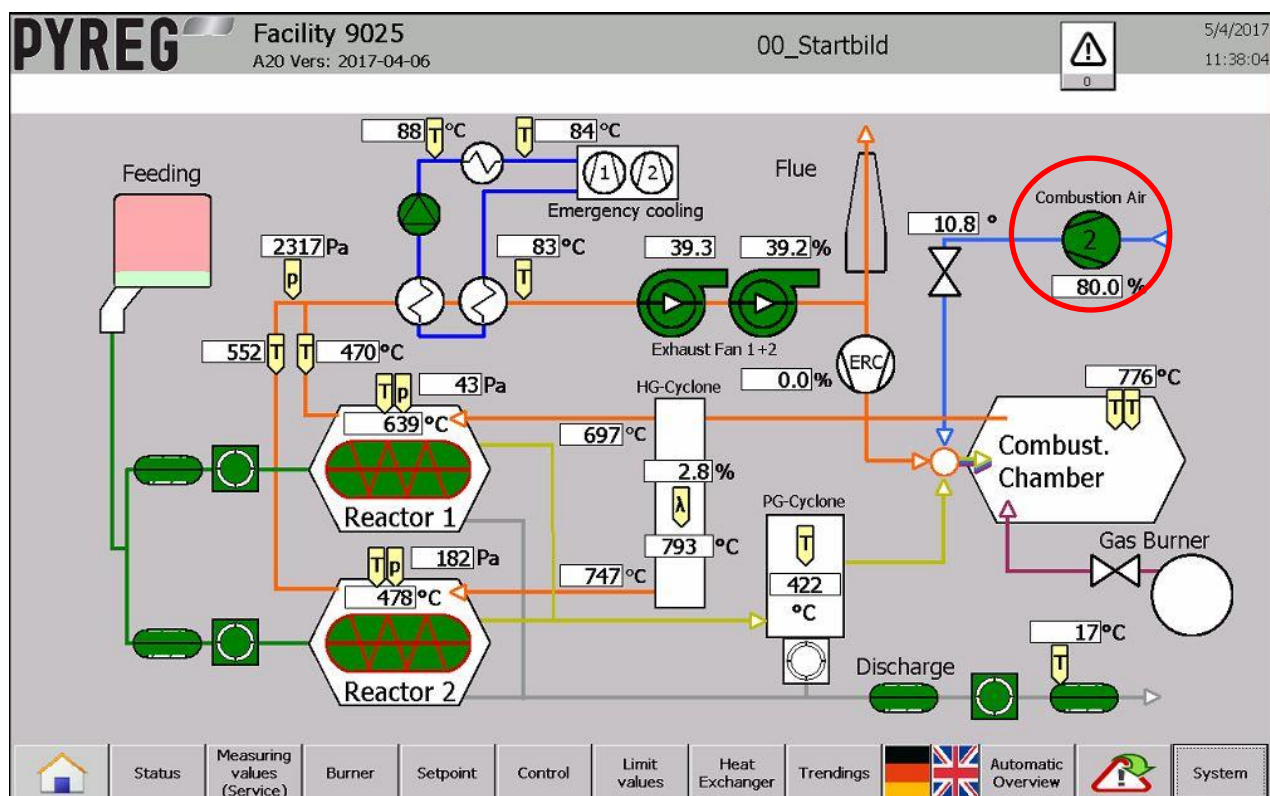 PYREG
Facility 9025
A20 Vers: 2017-04-06
00_Startbild
0
5/4/2017
11:38:04
88 T °C
T 84 °C
Feeding
1 2
Emergency cooling
Flue
Combustion Air
2
80.0 %
10.8 °
2317 Pa
p
83 °C
T
39.3
39.2 %
Exhaust Fan 1+2
552 T
T 470 °C
T p 43 Pa
639 °C
Reactor 1
HG-Cyclone
0.0 %
ERC
697 °C
2.8 %
λ
793 °C
747 °C
776 °C
T T
Combust.
Chamber
PG-Cyclone
T
422
°C
Gas Burner
T p 182 Pa
478 °C
Reactor 2
Discharge
17 °C
T
Status
Measuring
values
(Service)
Burner
Setpoint
Control
Limit
values
Heat
Exchanger
Trendings
Automatic
Overview
System